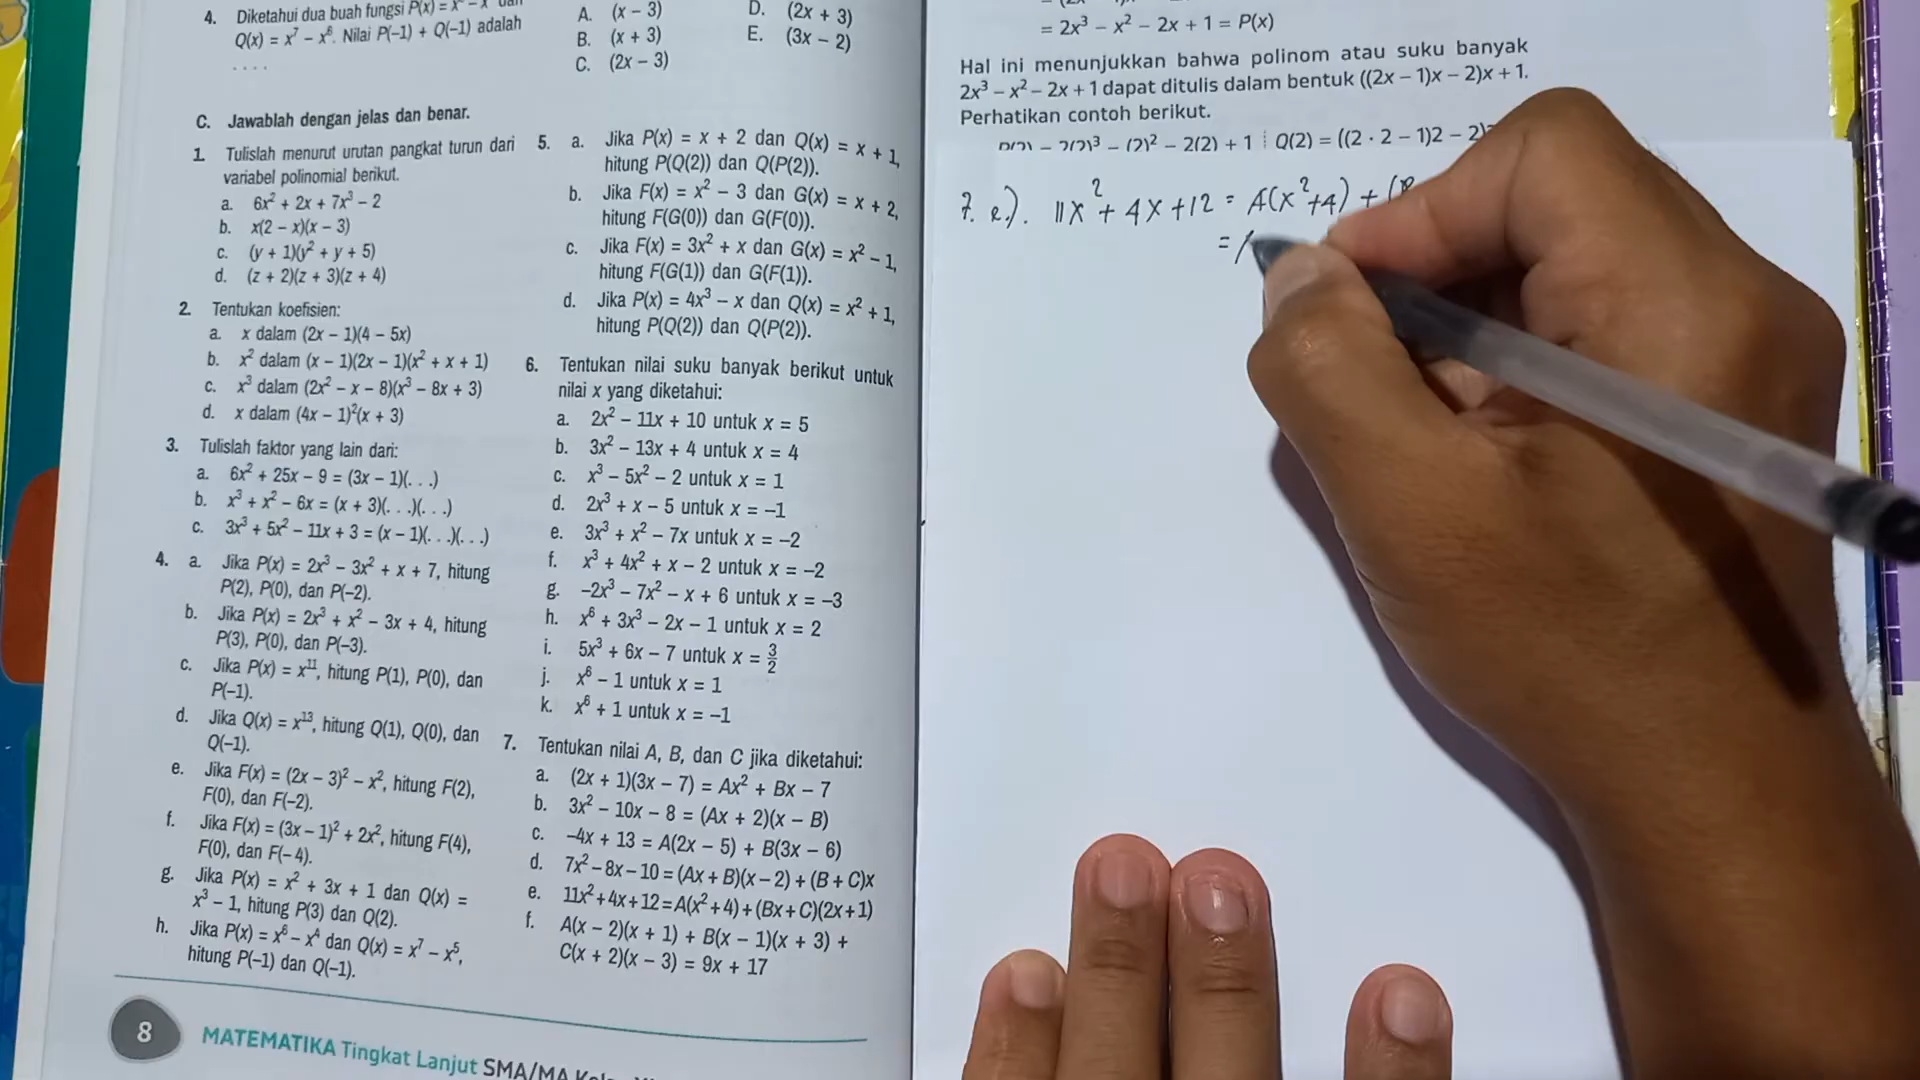 4. Diketahui dua buah fungsi P(x) = x
Q(x) = x⁷ – x⁶. Nilai P(–1) + Q(–1) adalah
. . . .
A. (x – 3)
B. (x + 3)
C. (2x – 3)
D. (2x + 3)
E. (3x – 2)
C. Jawablah dengan jelas dan benar.
1. Tulislah menurut urutan pangkat turun dari
variabel polinomial berikut.
a. 6x² + 2x + 7x³ – 2
b. x(2 – x)(x – 3)
c. (y + 1)(y² + y + 5)
d. (z + 2)(z + 3)(z + 4)
2. Tentukan koefisien:
a. x dalam (2x – 1)(4 – 5x)
b. x² dalam (x – 1)(2x – 1)(x² + x + 1)
c. x³ dalam (2x² – x – 8)(x³ – 8x + 3)
d. x dalam (4x – 1)²(x + 3)
3. Tulislah faktor yang lain dari:
a. 6x² + 25x – 9 = (3x – 1)(. . .)
b. x³ + x² – 6x = (x + 3)(. . .)(. . .)
c. 3x³ + 5x² – 11x + 3 = (x – 1)(. . .)(. . .)
4. a. Jika P(x) = 2x³ – 3x² + x + 7, hitung
P(2), P(0), dan P(–2).
b. Jika P(x) = 2x³ + x² – 3x + 4, hitung
P(3), P(0), dan P(–3).
c. Jika P(x) = x¹¹, hitung P(1), P(0), dan
P(–1).
d. Jika Q(x) = x¹³, hitung Q(1), Q(0), dan
Q(–1).
e. Jika F(x) = (2x – 3)² – x², hitung F(2),
F(0), dan F(–2).
f. Jika F(x) = (3x – 1)² + 2x², hitung F(4),
F(0), dan F(– 4).
g. Jika P(x) = x² + 3x + 1 dan Q(x) =
x³ – 1, hitung P(3) dan Q(2).
h. Jika P(x) = x⁶ – x⁴ dan Q(x) = x⁷ – x⁵,
hitung P(–1) dan Q(–1).
5. a. Jika P(x) = x + 2 dan Q(x) = x + 1,
hitung P(Q(2)) dan Q(P(2)).
b. Jika F(x) = x² – 3 dan G(x) = x + 2,
hitung F(G(0)) dan G(F(0)).
c. Jika F(x) = 3x² + x dan G(x) = x² – 1,
hitung F(G(1)) dan G(F(1)).
d. Jika P(x) = 4x³ – x dan Q(x) = x² + 1,
hitung P(Q(2)) dan Q(P(2)).
6. Tentukan nilai suku banyak berikut untuk
nilai x yang diketahui:
a. 2x² – 11x + 10 untuk x = 5
b. 3x² – 13x + 4 untuk x = 4
c. x³ – 5x² – 2 untuk x = 1
d. 2x³ + x – 5 untuk x = –1
e. 3x³ + x² – 7x untuk x = –2
f. x³ + 4x² + x – 2 untuk x = –2
g. –2x³ – 7x² – x + 6 untuk x = –3
h. x⁶ + 3x³ – 2x – 1 untuk x = 2
i. 5x³ + 6x – 7 untuk x = 3/2
j. x⁶ – 1 untuk x = 1
k. x⁶ + 1 untuk x = –1
7. Tentukan nilai A, B, dan C jika diketahui:
a. (2x + 1)(3x – 7) = Ax² + Bx – 7
b. 3x² – 10x – 8 = (Ax + 2)(x – B)
c. –4x + 13 = A(2x – 5) + B(3x – 6)
d. 7x² – 8x – 10 = (Ax + B)(x – 2) + (B + C)x
e. 11x² + 4x + 12 = A(x² + 4) + (Bx + C)(2x + 1)
f. A(x – 2)(x + 1) + B(x – 1)(x + 3) +
C(x + 2)(x – 3) = 9x + 17
8 MATEMATIKA Tingkat Lanjut SMA/MA
= 2x³ – x² – 2x + 1 = P(x)
Hal ini menunjukkan bahwa polinom atau suku banyak
2x³ – x² – 2x + 1 dapat ditulis dalam bentuk ((2x – 1)x – 2)x + 1.
Perhatikan contoh berikut.
P(2) = 2(2)³ – (2)² – 2(2) + 1 Q(2) = ((2 · 2 – 1)2 – 2)
7. e). 11x² + 4x + 12 = A(x² + 4) + (B
=